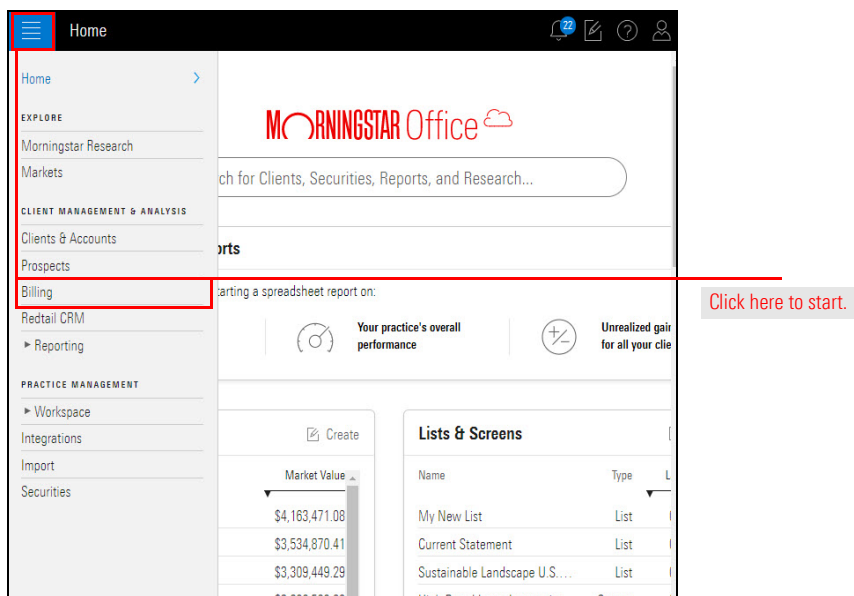 Home
22
Home
EXPLORE
Morningstar Research
Markets
CLIENT MANAGEMENT & ANALYSIS
Clients & Accounts
Prospects
Billing
Redtail CRM
Reporting
PRACTICE MANAGEMENT
Workspace
Integrations
Import
Securities
MORNINGSTAR Office
ch for Clients, Securities, Reports, and Research...
orts
tarting a spreadsheet report on:
Your practice's overall
performance
Unrealized gain
for all your clie
Create
Market Value
$4,163,471.08
$3,534,870.41
$3,309,449.29
Lists & Screens
Name Type L
My New List List
Current Statement List
Sustainable Landscape U.S.... List
Click here to start.